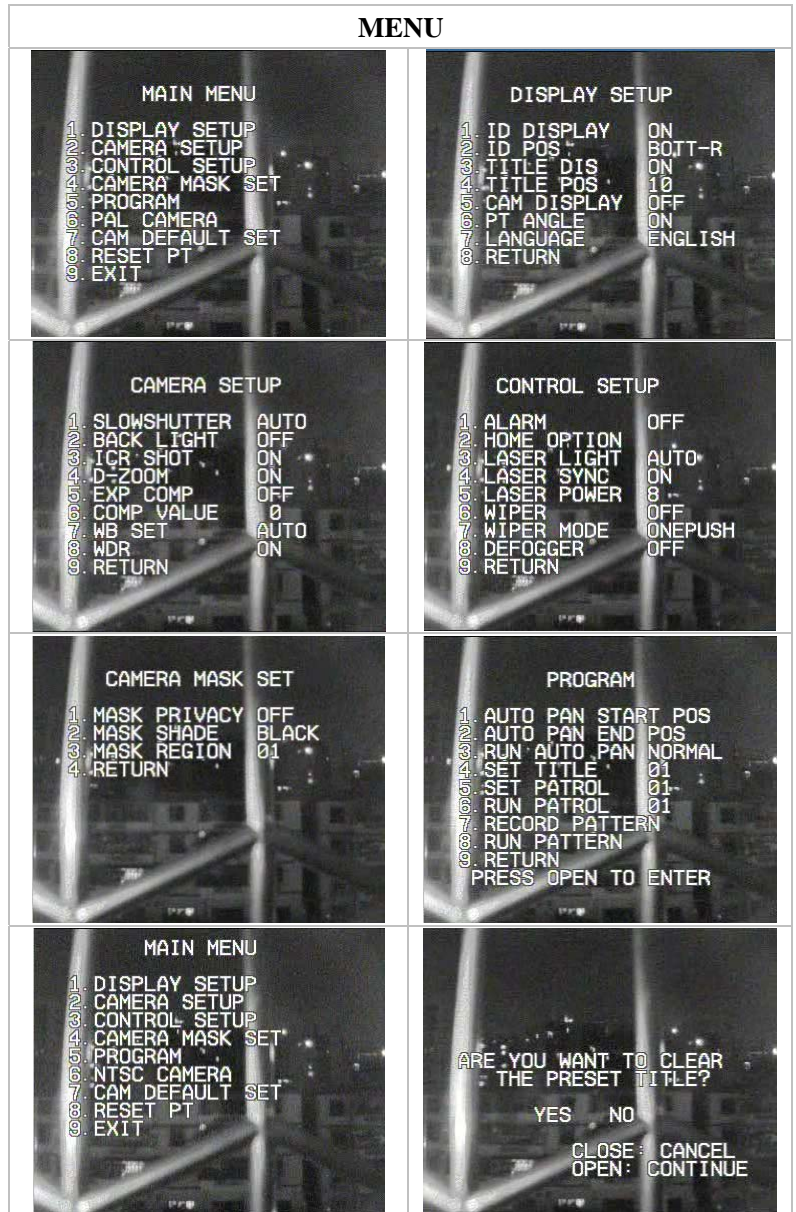 MENU
MAIN MENU
1. DISPLAY SETUP
2. CAMERA SETUP
3. CONTROL SETUP
4. CAMERA MASK SET
5. PROGRAM
6. PAL CAMERA
7. CAM DEFAULT SET
8. RESET PT
9. EXIT
DISPLAY SETUP
1. ID DISPLAY ON
2. ID POS BOTT-R
3. TITLE DIS ON
4. TITLE POS 10
5. CAM DISPLAY OFF
6. PT ANGLE ON
7. LANGUAGE ENGLISH
8. RETURN
CAMERA SETUP
1. SLOWSHUTTER AUTO
2. BACK LIGHT OFF
3. ICR SHOT ON
4. D-ZOOM ON
5. EXP COMP OFF
6. COMP VALUE 0
7. WB SET AUTO
8. WDR ON
9. RETURN
CONTROL SETUP
1. ALARM OFF
2. HOME OPTION
3. LASER LIGHT AUTO
4. LASER SYNC ON
5. LASER POWER 8
6. WIPER OFF
7. WIPER MODE ONEPUSH
8. DEFOGGER OFF
9. RETURN
CAMERA MASK SET
1. MASK PRIVACY OFF
2. MASK SHADE BLACK
3. MASK REGION 01
4. RETURN
PROGRAM
1. AUTO PAN START POS
2. AUTO PAN END POS
3. RUN AUTO PAN NORMAL
4. SET TITLE 01
5. SET PATROL 01
6. RUN PATROL 01
7. RECORD PATTERN
8. RUN PATTERN
9. RETURN
PRESS OPEN TO ENTER
MAIN MENU
1. DISPLAY SETUP
2. CAMERA SETUP
3. CONTROL SETUP
4. CAMERA MASK SET
5. PROGRAM
6. NTSC CAMERA
7. CAM DEFAULT SET
8. RESET PT
9. EXIT
ARE YOU WANT TO CLEAR
THE PRESET TITLE?
YES NO
CLOSE: CANCEL
OPEN: CONTINUE